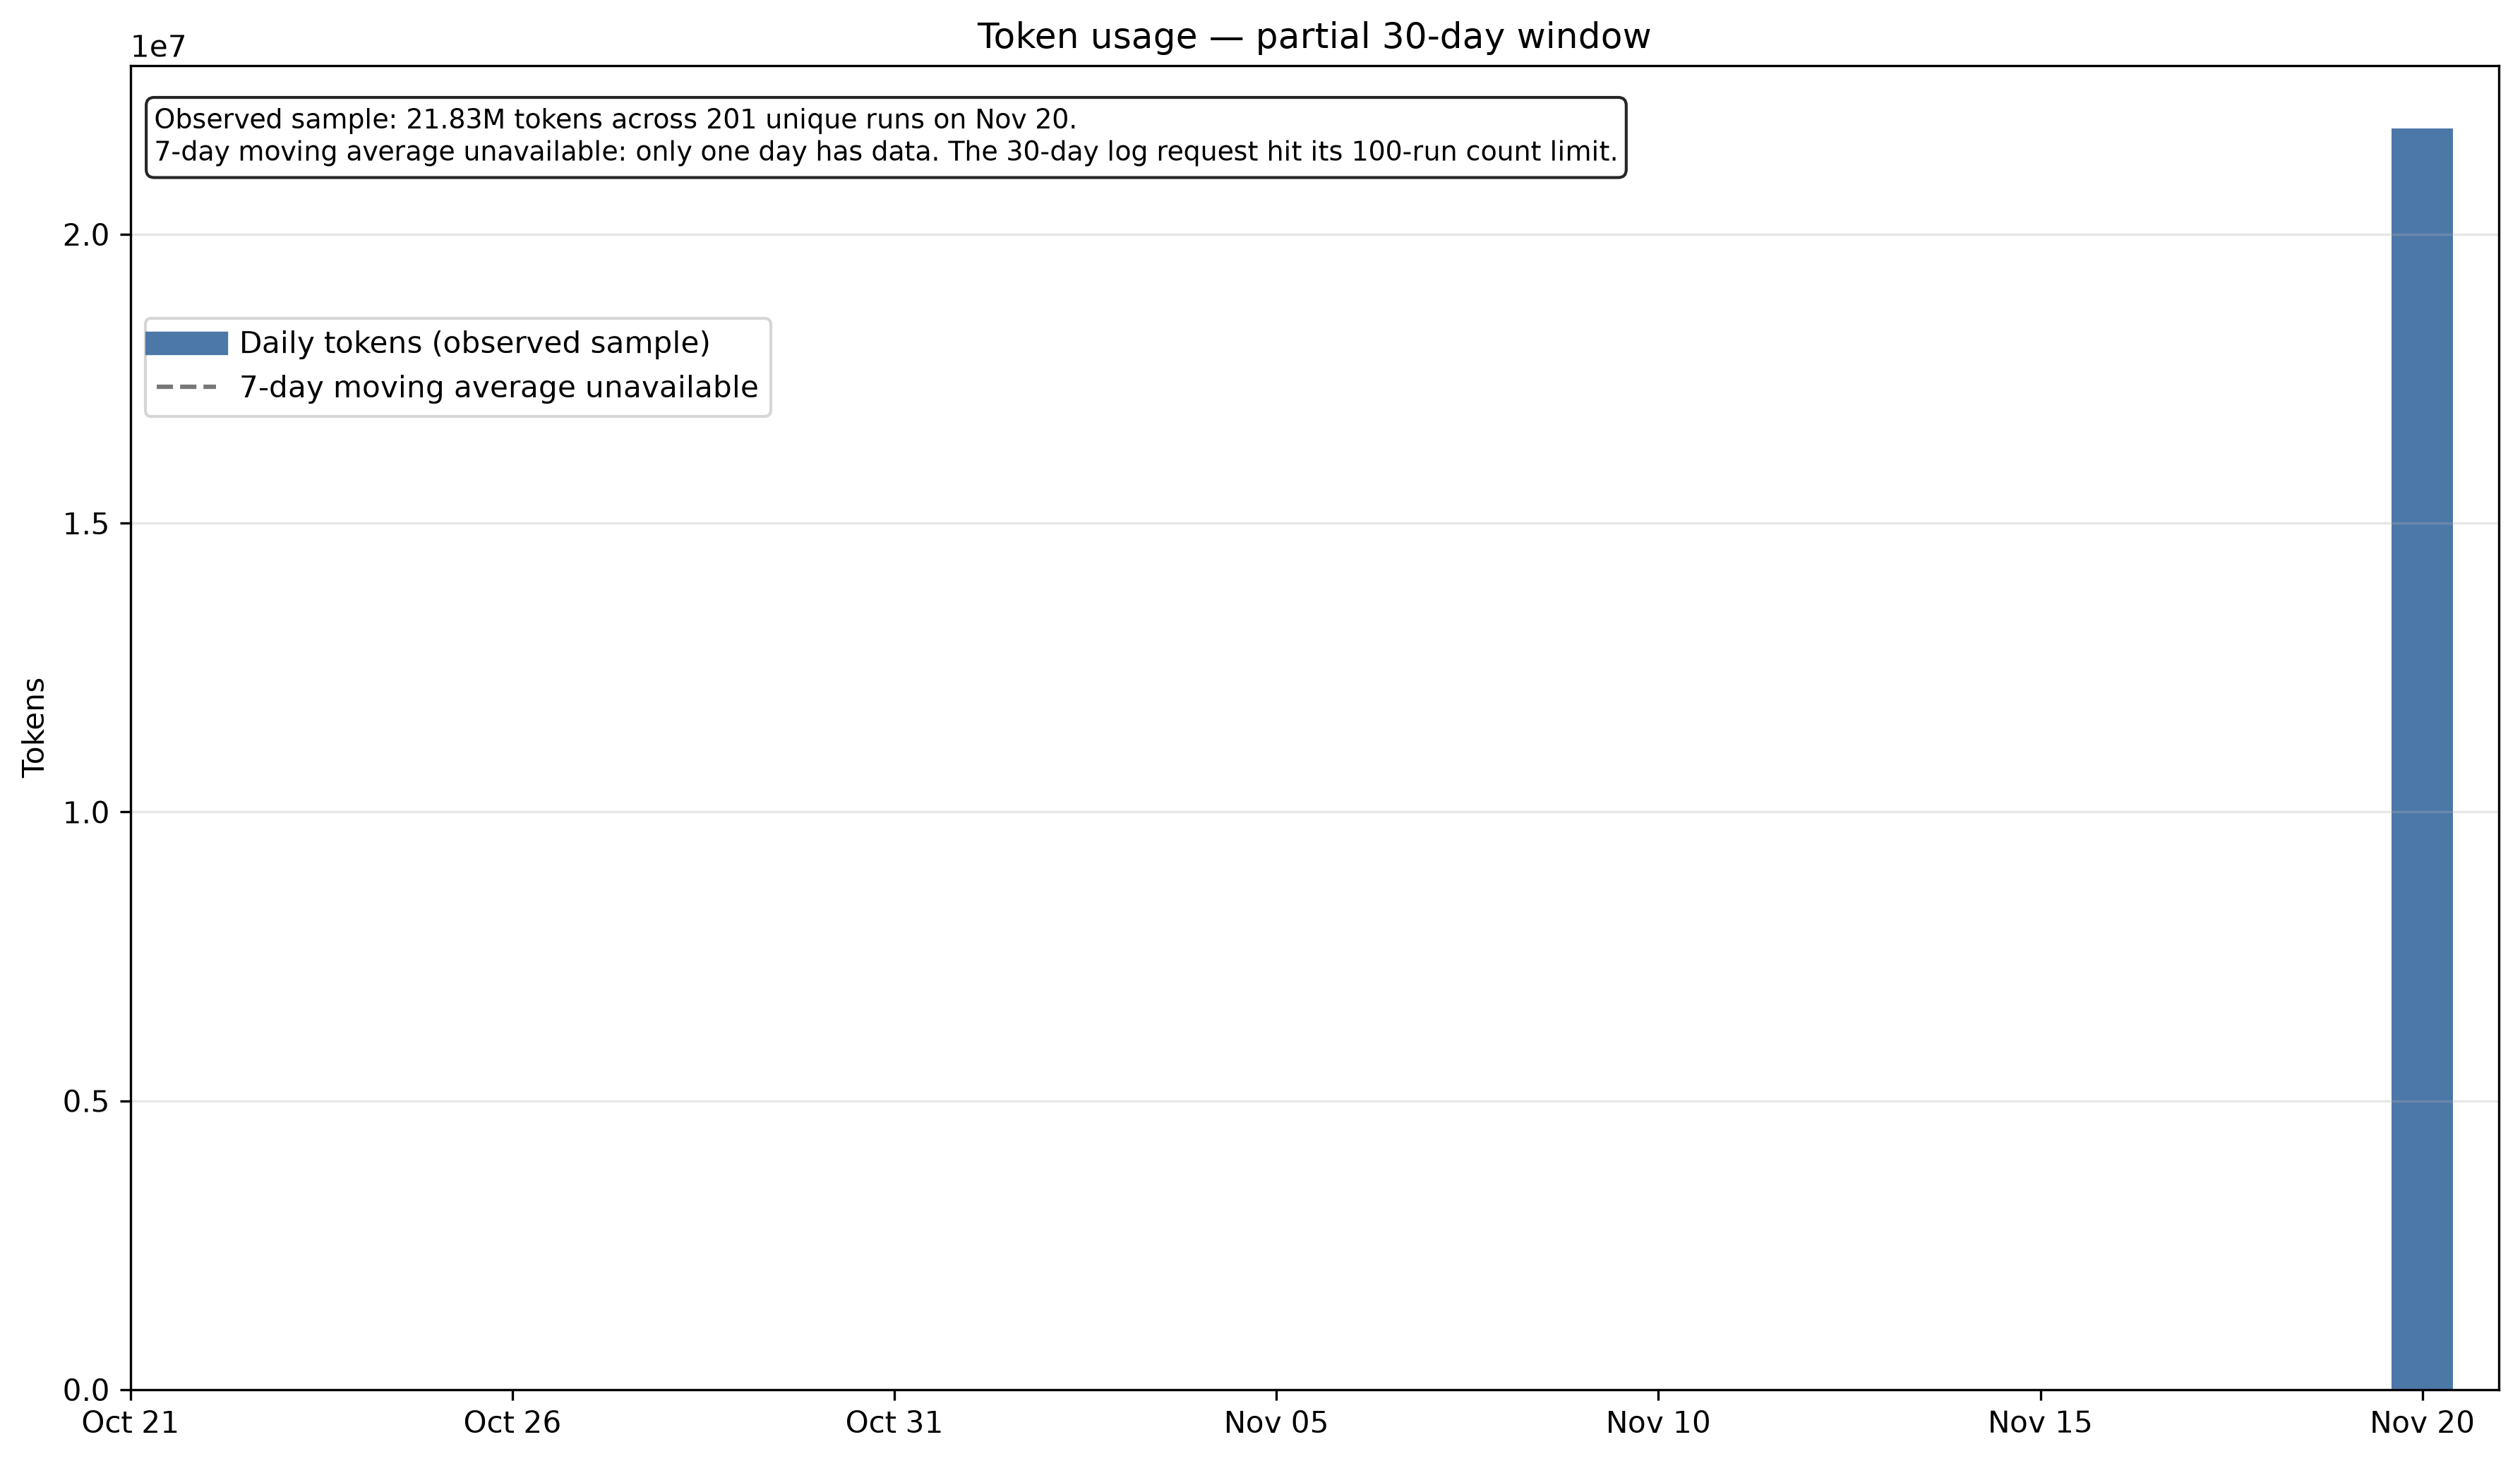 Token usage — partial 30-day window
1e7
Observed sample: 21.83M tokens across 201 unique runs on Nov 20.
7-day moving average unavailable: only one day has data. The 30-day log request hit its 100-run count limit.
2.0
Daily tokens (observed sample)
7-day moving average unavailable
1.5
Tokens
1.0
0.5
0.0
Oct 21 Oct 26 Oct 31 Nov 05 Nov 10 Nov 15 Nov 20